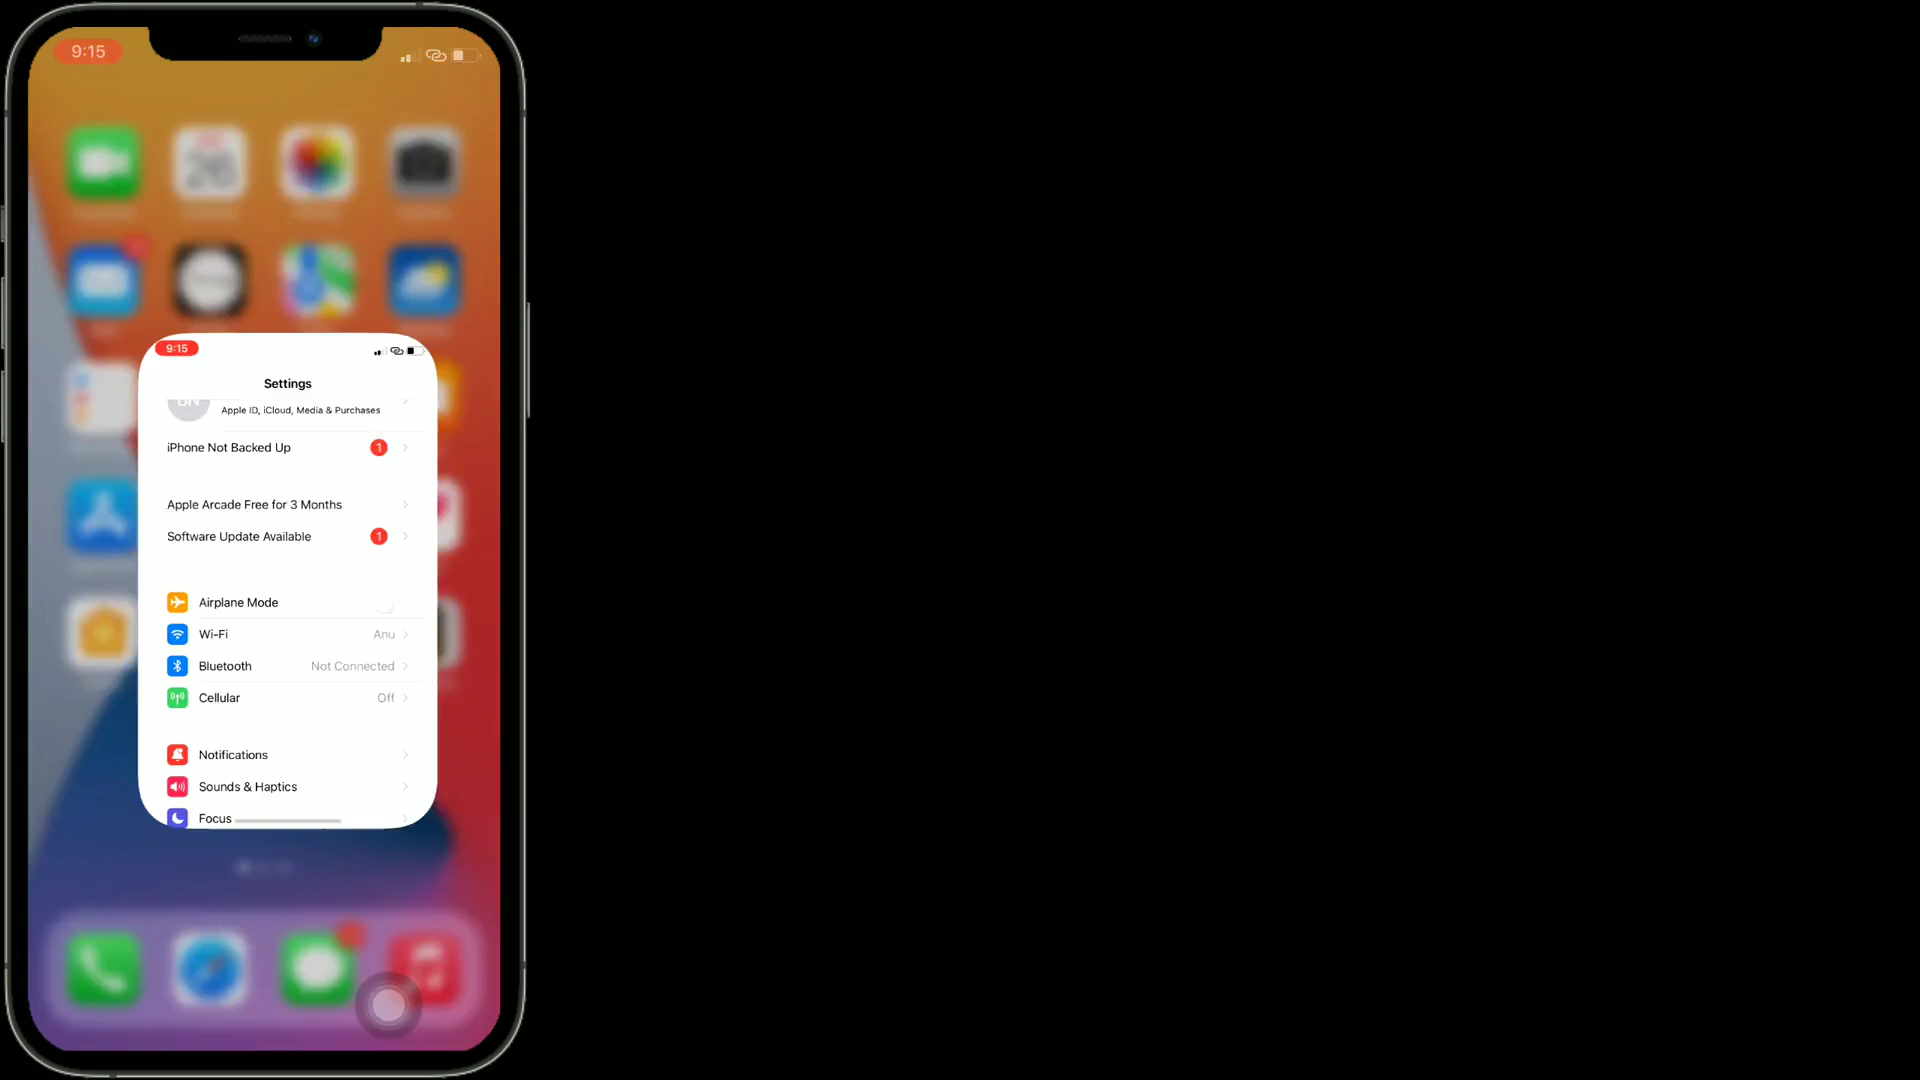 9:15
26
9:15
Settings
Apple ID, iCloud, Media & Purchases
iPhone Not Backed Up 1
Apple Arcade Free for 3 Months
Software Update Available 1
Airplane Mode
Wi-Fi Anu
Bluetooth Not Connected
Cellular Off
Notifications
Sounds & Haptics
Focus